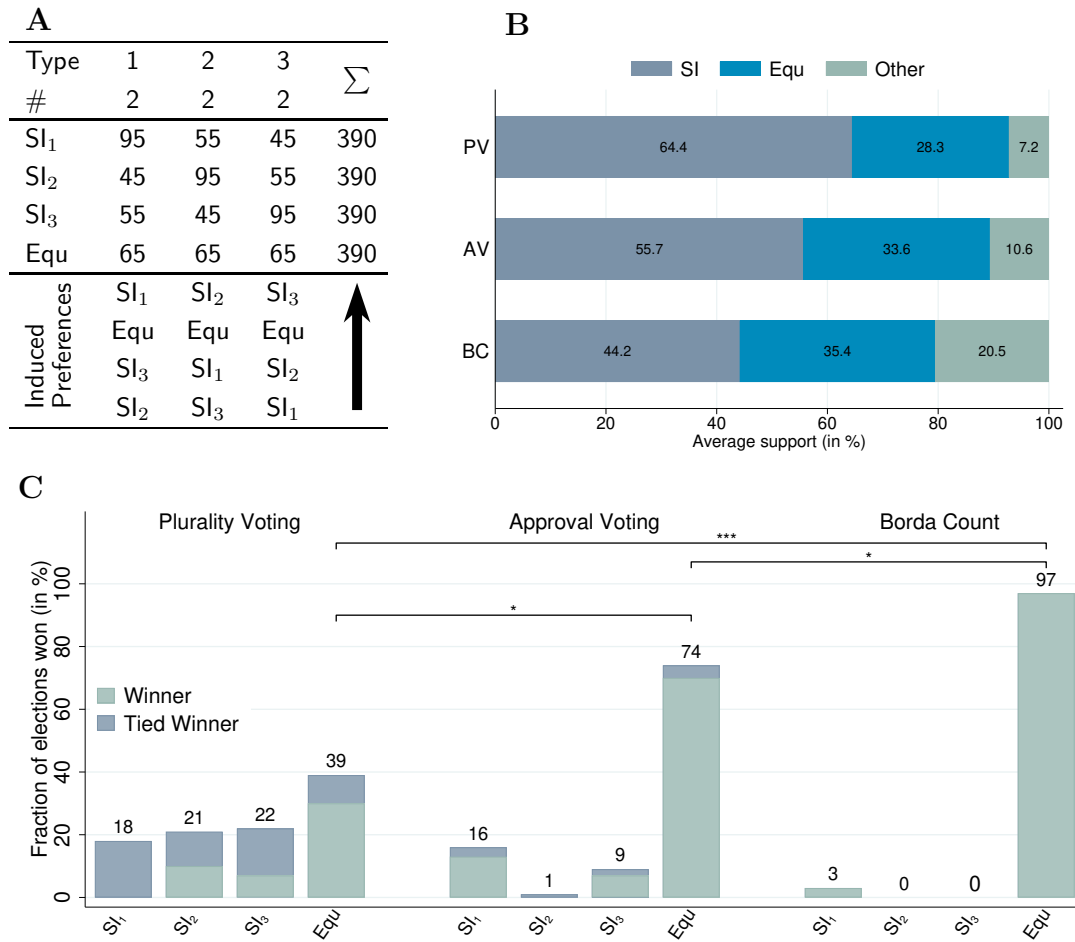 A
Type 1 2 3 ∑
# 2 2 2
SI₁ 95 55 45 390
SI₂ 45 95 55 390
SI₃ 55 45 95 390
Equ 65 65 65 390
Induced Preferences
SI₁ SI₂ SI₃
Equ Equ Equ
SI₃ SI₁ SI₂
SI₂ SI₃ SI₁
B
SI Equ Other
PV 64.4 28.3 7.2
AV 55.7 33.6 10.6
BC 44.2 35.4 20.5
0 20 40 60 80 100
Average support (in %)
C
Plurality Voting Approval Voting Borda Count
***
*
*
Fraction of elections won (in %)
100
80
60
40
20
0
Winner
Tied Winner
18 21 22 39 16 1 9 74 3 0 0 97
SI₁ SI₂ SI₃ Equ SI₁ SI₂ SI₃ Equ SI₁ SI₂ SI₃ Equ